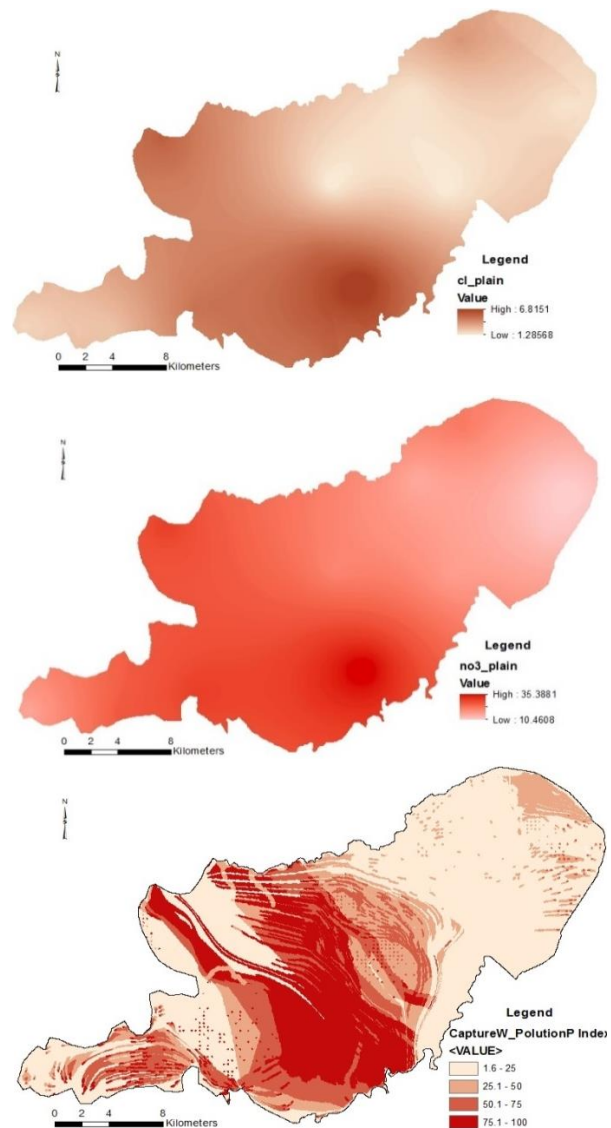 N
Legend
cl_plain
Value
High : 6.8151
Low : 1.28568
0 2 4 8
Kilometers
N
Legend
no3_plain
Value
High : 35.3881
Low : 10.4608
0 2 4 8
Kilometers
N
Legend
CaptureW_PolutionP Index
<VALUE>
1.6 - 25
25.1 - 50
50.1 - 75
75.1 - 100
0 2 4 8
Kilometers